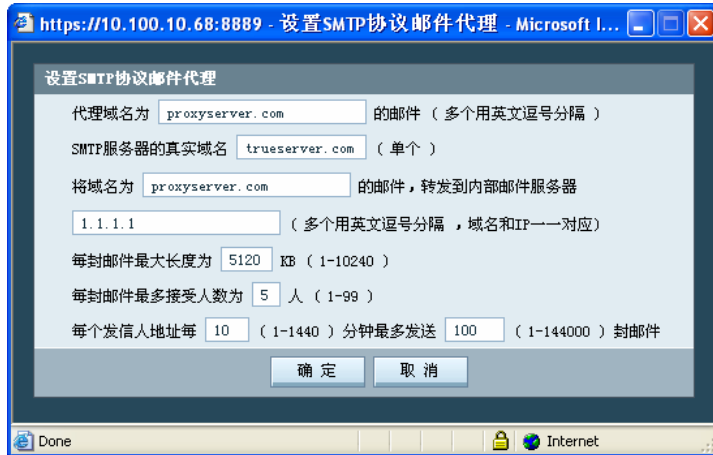 https://10.100.10.68:8889 - 设置SMTP协议邮件代理 - Microsoft I...
设置SMTP协议邮件代理
代理域名为 proxyserver.com 的邮件 ( 多个用英文逗号分隔 )
SMTP服务器的真实域名 trueserver.com ( 单个 )
将域名为 proxyserver.com 的邮件,转发到内部邮件服务器
1.1.1.1 ( 多个用英文逗号分隔 ,域名和IP一一对应)
每封邮件最大长度为 5120 KB ( 1-10240 )
每封邮件最多接受人数为 5 人 ( 1-99 )
每个发信人地址每 10 ( 1-1440 ) 分钟最多发送 100 ( 1-144000 ) 封邮件
确 定 取 消
Done Internet